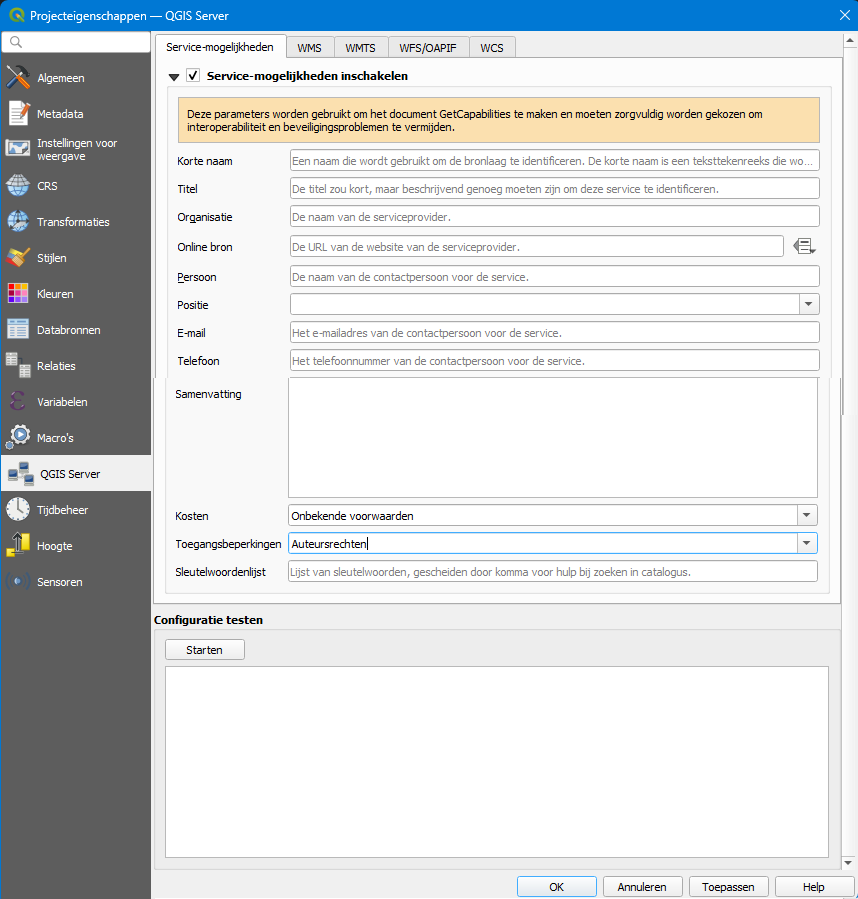 Projecteigenschappen — QGIS Server
Algemeen
Metadata
Instellingen voor
weergave
CRS
Transformaties
Stijlen
Kleuren
Databronnen
Relaties
Variabelen
Macro's
QGIS Server
Tijdbeheer
Hoogte
Sensoren
Service-mogelijkheden WMS WMTS WFS/OAPIF WCS
Service-mogelijkheden inschakelen
Deze parameters worden gebruikt om het document GetCapabilities te maken en moeten zorgvuldig worden gekozen om
interoperabiliteit en beveiligingsproblemen te vermijden.
Korte naam Een naam die wordt gebruikt om de bronlaag te identificeren. De korte naam is een teksttekenreeks die wo...
Titel De titel zou kort, maar beschrijvend genoeg moeten zijn om deze service te identificeren.
Organisatie De naam van de serviceprovider.
Online bron De URL van de website van de serviceprovider.
Persoon De naam van de contactpersoon voor de service.
Positie
E-mail Het e-mailadres van de contactpersoon voor de service.
Telefoon Het telefoonnummer van de contactpersoon voor de service.
Samenvatting
Kosten Onbekende voorwaarden
Toegangsbeperkingen Auteursrechten
Sleutelwoordenlijst Lijst van sleutelwoorden, gescheiden door komma voor hulp bij zoeken in catalogus.
Configuratie testen
Starten
OK Annuleren Toepassen Help